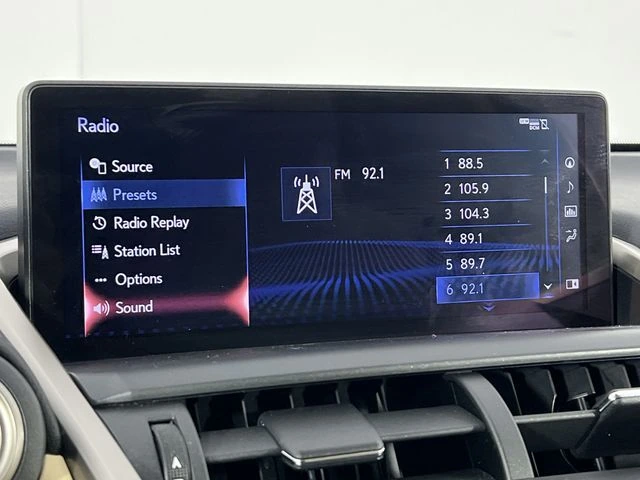 Radio
DCM
Source
Presets
Radio Replay
Station List
Options
Sound
FM 92.1
1 88.5
2 105.9
3 104.3
4 89.1
5 89.7
6 92.1